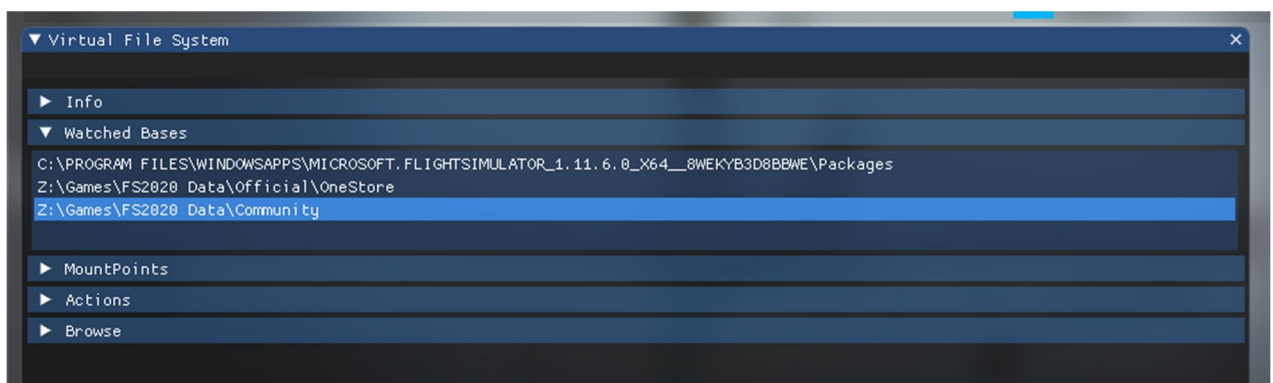 Virtual File System
Info
Watched Bases
C:\PROGRAM FILES\WINDOWSAPPS\MICROSOFT.FLIGHTSIMULATOR_1.11.6.0_X64__8WEKYB3D8BBWE\Packages
Z:\Games\FS2020 Data\Official\OneStore
Z:\Games\FS2020 Data\Community
MountPoints
Actions
Browse